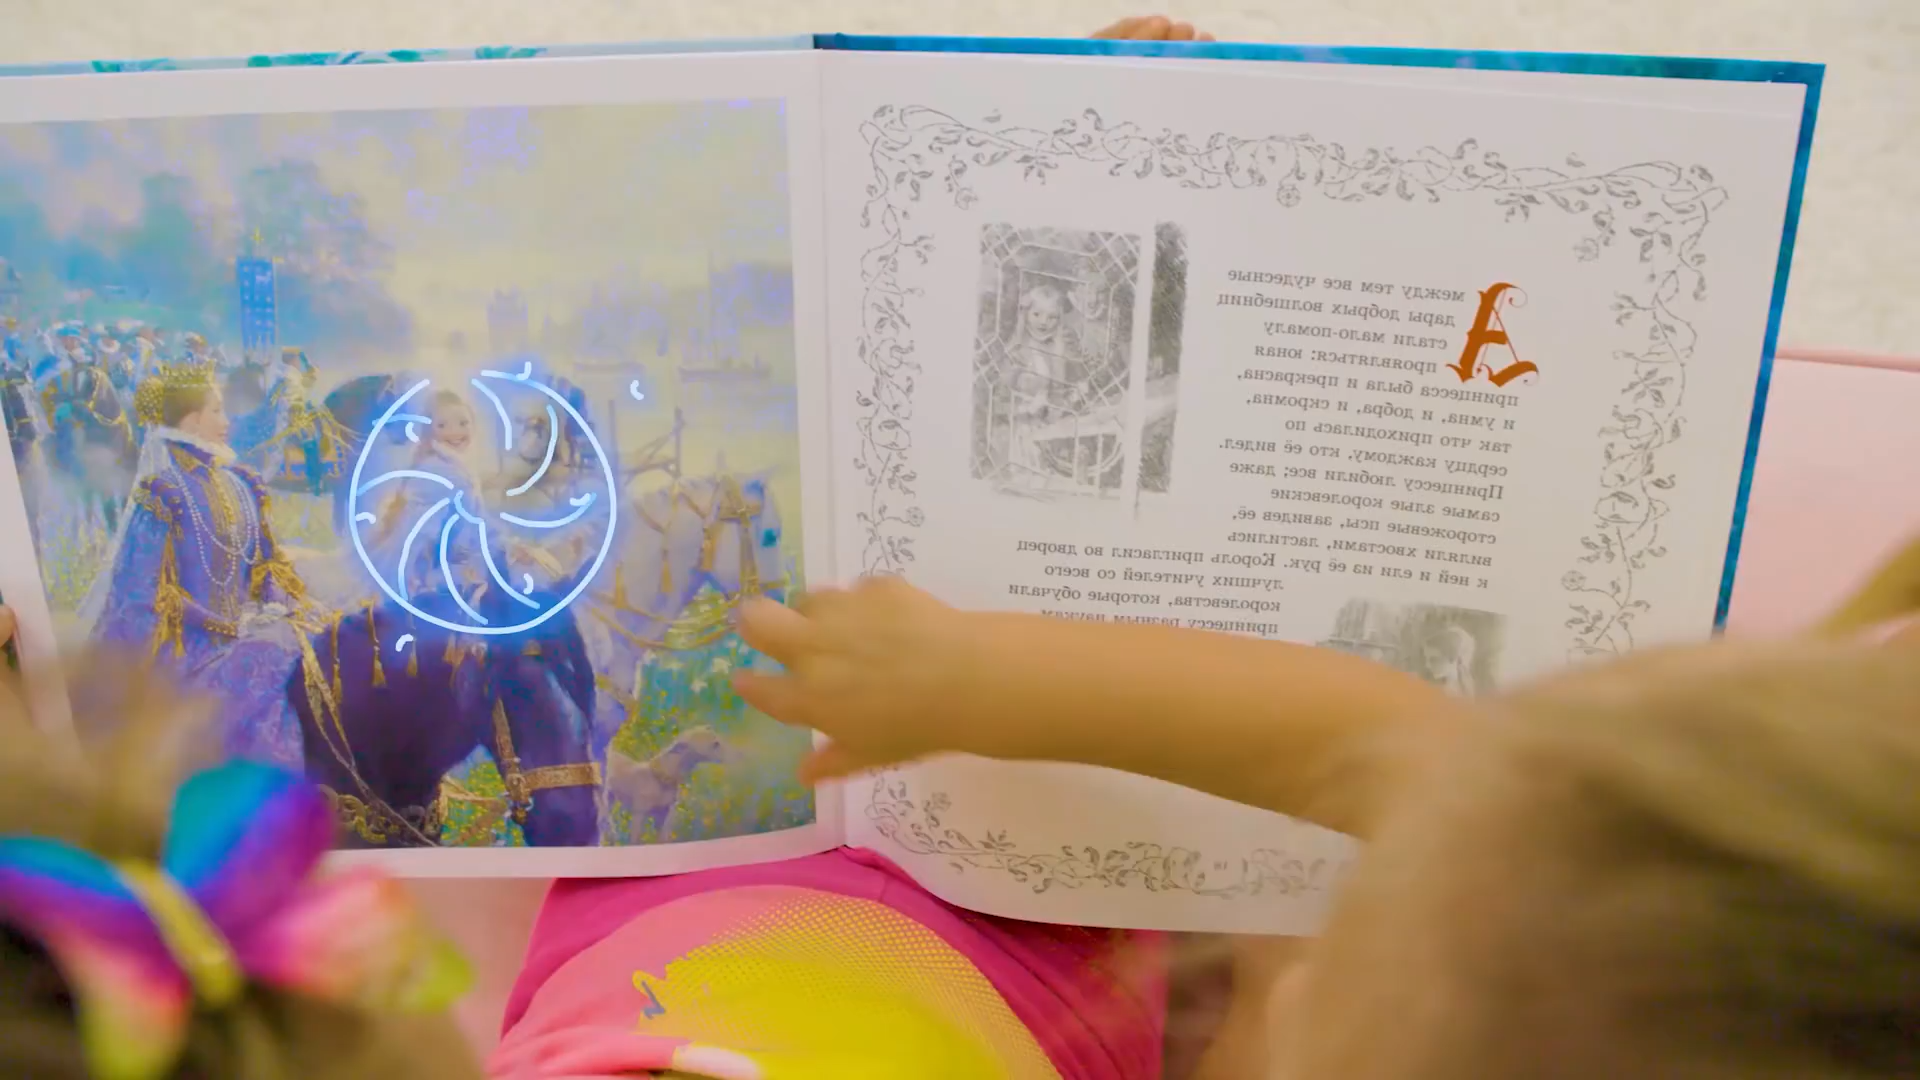 А между тем все чудесные
дары добрых волшебниц
стали мало-помалу
проявляться: юная
принцесса была и прекрасна,
и умна, и добра, и скромна,
так что приходилась по
сердцу каждому, кто её видел.
Принцессу любили все; даже
самые злые королевские
сторожевые псы, завидев её,
виляли хвостами, ластились
к ней и ели из её рук. Король пригласил во дворец
лучших учителей со всего
королевства, которые обучали
принцессу разным наукам